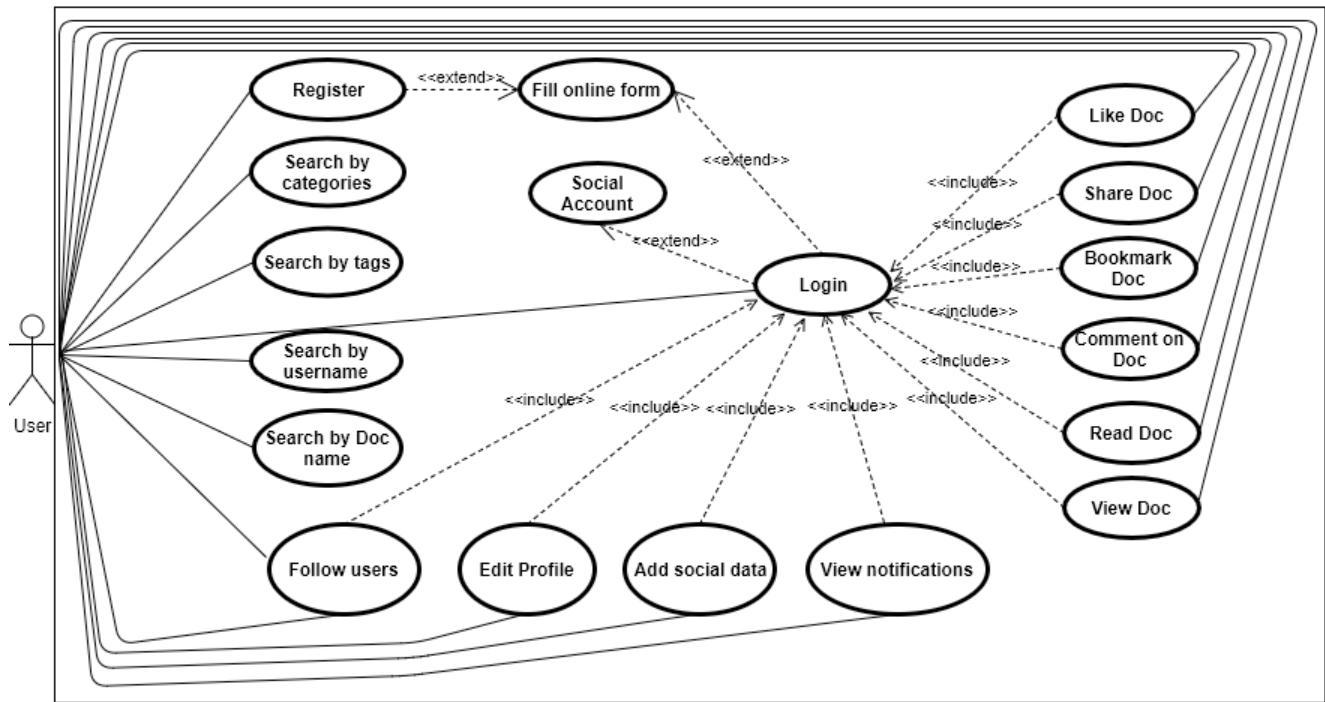 Register
<<extend>>
Fill online form
Like Doc
Search by
categories
<<extend>>
Social
Account
<<include>>
Share Doc
<<include>>
<<extend>>
Search by tags
Login
<<include>>
Bookmark
Doc
<<include>>
Search by
username
Comment on
Doc
<<include>>
User
<<include>>
<<include>>
<<include>>
<<include>>
<<include>>
Search by Doc
name
Read Doc
View Doc
Follow users
Edit Profile
Add social data
View notifications